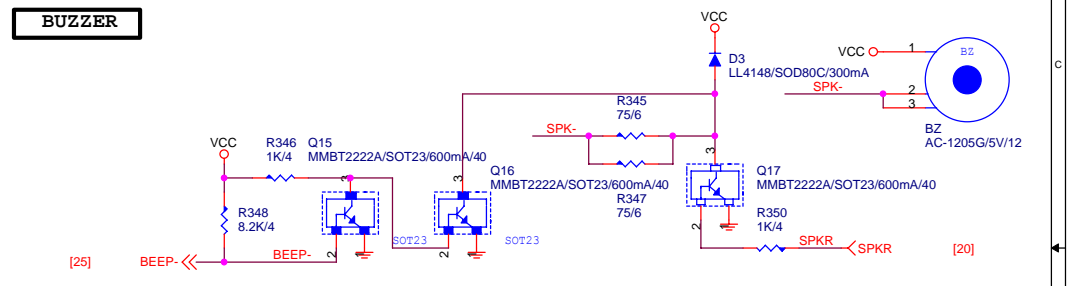 BUZZER
VCC
D3
LL4148/SOD80C/300mA
VCC
1
BZ
C
SPK-
2
3
BZ
AC-1205G/5V/12
R345
75/6
SPK-
R347
75/6
VCC
R346
1K/4
Q15
MMBT2222A/SOT23/600mA/40
3
2
SOT23
R348
8.2K/4
Q16
MMBT2222A/SOT23/600mA/40
3
2
SOT23
Q17
MMBT2222A/SOT23/600mA/40
3
2
R350
1K/4
SPKR
SPKR
[20]
[25]
BEEP-
BEEP-